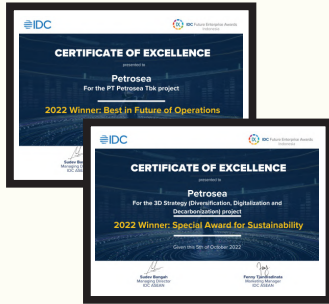 IDC
IDC Future Enterprise Awards
Indonesia
CERTIFICATE OF EXCELLENCE
presented to
Petrosea
For the PT Petrosea Tbk project
2022 Winner: Best in Future of Operations
Sudev Bangah
Managing Director
IDC ASEAN
IDC
IDC Future Enterprise Awards
Indonesia
CERTIFICATE OF EXCELLENCE
presented to
Petrosea
For the 3D Strategy (Diversification, Digitalization and
Decarbonization) project
2022 Winner: Special Award for Sustainability
Given this 5th of October 2022
Sudev Bangah
Managing Director
IDC ASEAN
Marketing Manager
IDC ASEAN